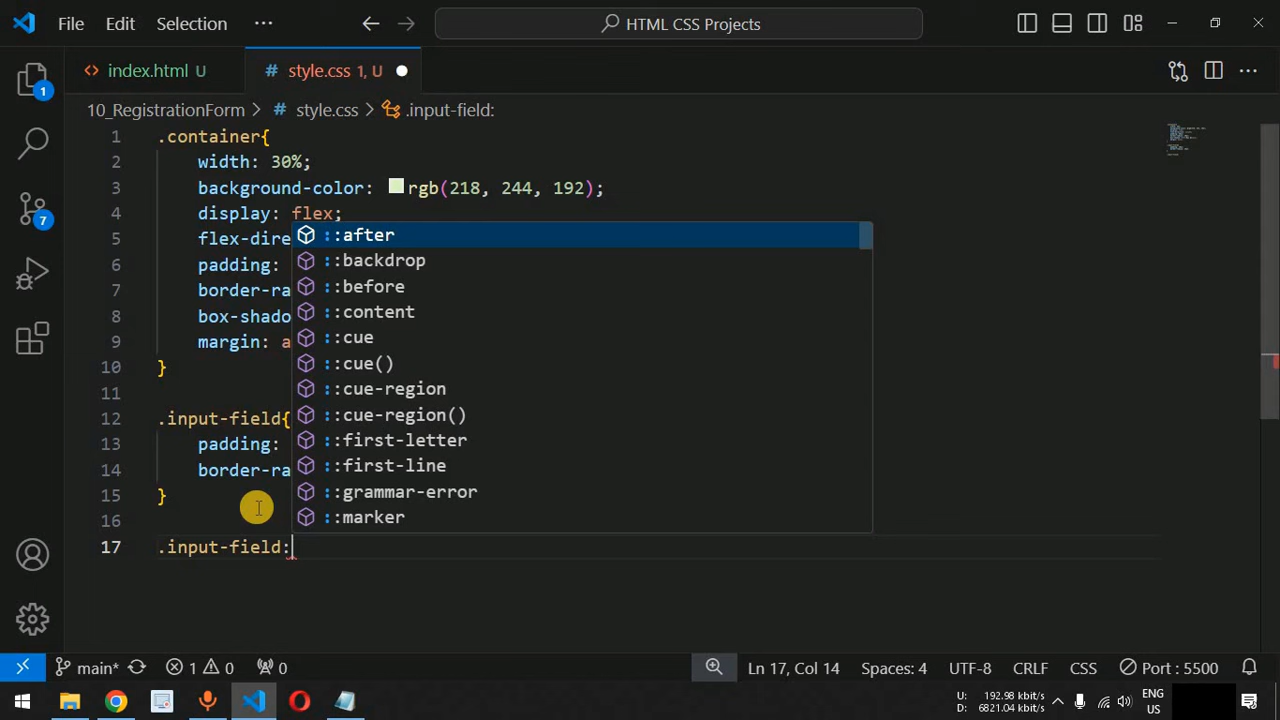 File Edit Selection ··· HTML CSS Projects
index.html U style.css 1, U
10_RegistrationForm > # style.css > .input-field:
1 .container{
2 width: 30%;
3 background-color: rgb(218, 244, 192);
4 display: flex;
5 flex-dire
6 padding:
7 border-ra
8 box-shado
9 margin: a
10 }
11
12 .input-field{
13 padding:
14 border-ra
15 }
16
17 .input-field:
::after
::backdrop
::before
::content
::cue
::cue()
::cue-region
::cue-region()
::first-letter
::first-line
::grammar-error
::marker
1
7
main* 1 0 0 Ln 17, Col 14 Spaces: 4 UTF-8 CRLF CSS Port : 5500
U: 192.98 kbit/s
D: 6821.04 kbit/s
ENG
US